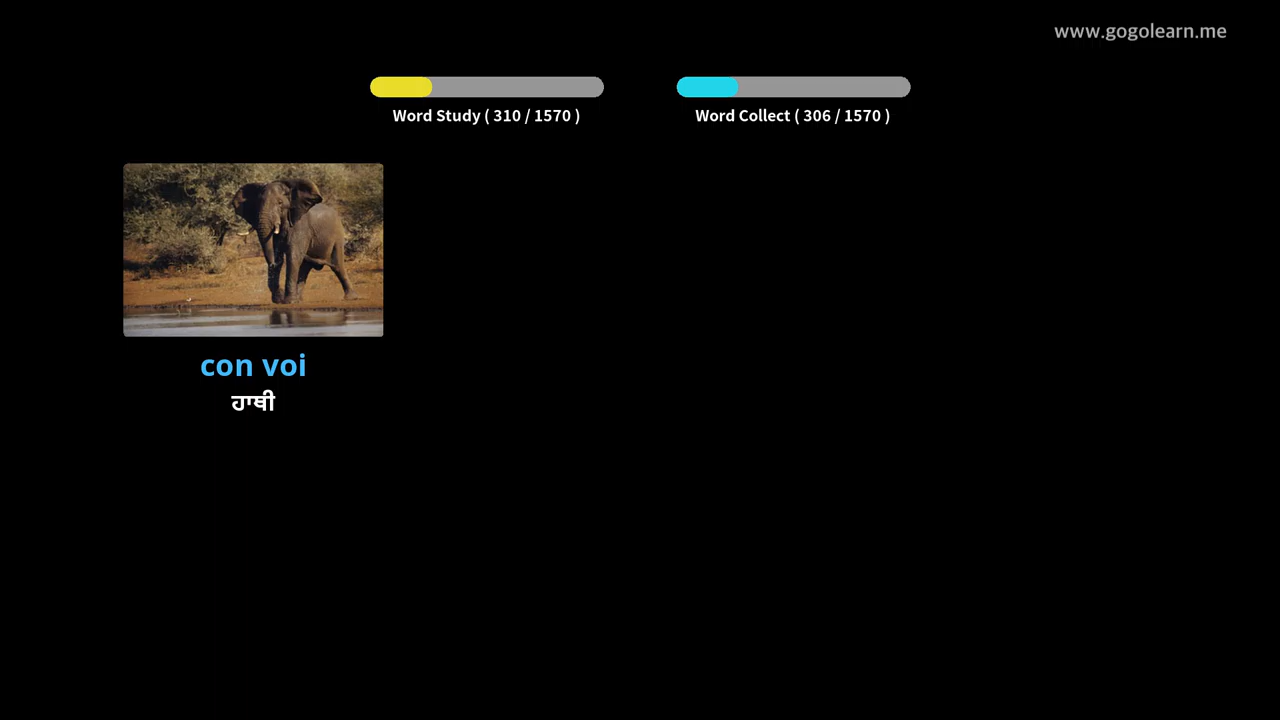 www.gogolearn.me
Word Study ( 310 / 1570 )
Word Collect ( 306 / 1570 )
con voi
ਹਾਥੀ